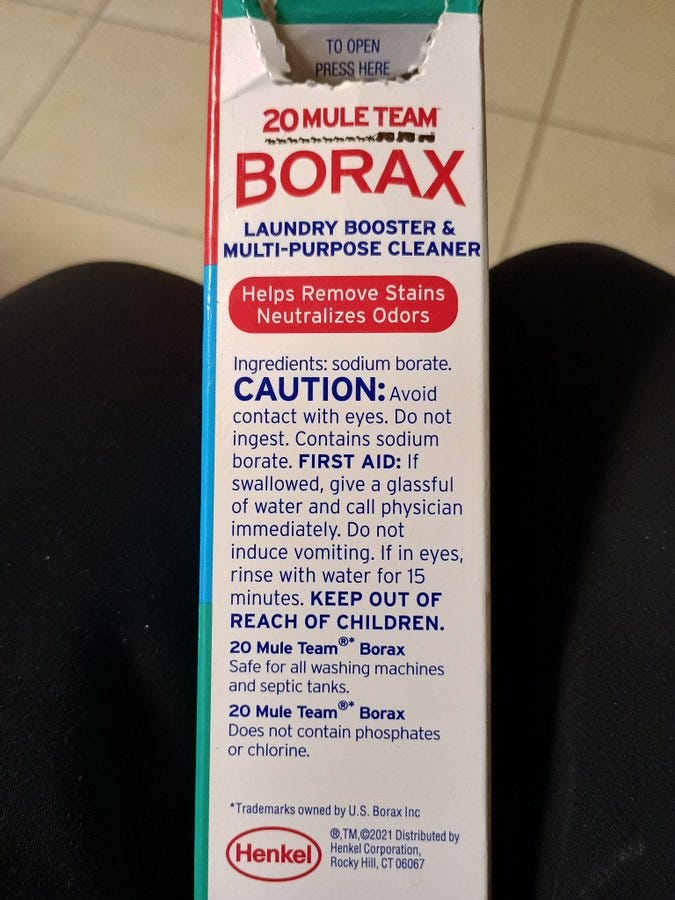 TO OPEN
PRESS HERE
20 MULE TEAM
BORAX
LAUNDRY BOOSTER &
MULTI-PURPOSE CLEANER
Helps Remove Stains
Neutralizes Odors
Ingredients: sodium borate.
CAUTION: Avoid
contact with eyes. Do not
ingest. Contains sodium
borate. FIRST AID: If
swallowed, give a glassful
of water and call physician
immediately. Do not
induce vomiting. If in eyes,
rinse with water for 15
minutes. KEEP OUT OF
REACH OF CHILDREN.
20 Mule Team®* Borax
Safe for all washing machines
and septic tanks.
20 Mule Team®* Borax
Does not contain phosphates
or chlorine.
*Trademarks owned by U.S. Borax Inc
Henkel
®,TM,©2021 Distributed by
Henkel Corporation,
Rocky Hill, CT 06067